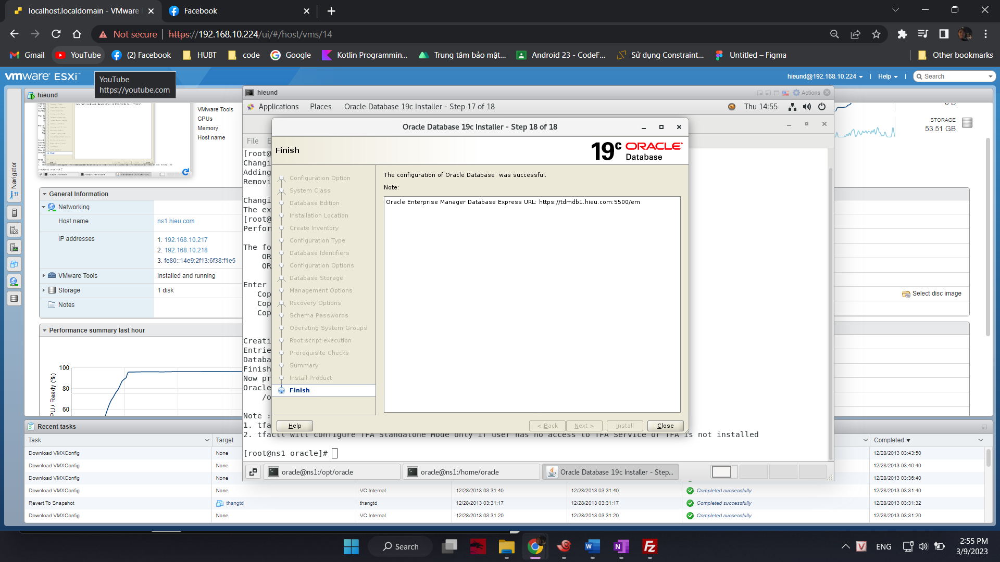 localhost.localdomain - VMware
Facebook
Not secure
https://192.168.10.224/ui/#/host/vms/14
Gmail
YouTube
(2) Facebook
HUBT
code
Google
Kotlin Programmin...
Trung tâm bảo mật...
Android 23 - CodeF...
Sử dụng Constraint...
Untitled – Figma
Other bookmarks
vmware ESXi™
hieund@192.168.10.224
Help
Search
YouTube
https://youtube.com
hieund
VMware Tools
CPUs
Memory
Host name
Navigator
General Information
Networking
Host name
ns1.hieu.com
IP addresses
1. 192.168.10.217
2. 192.168.10.218
3. fe80::14e9:2f13:6f38:f1e5
VMware Tools
Installed and running
Storage
1 disk
Notes
Performance summary last hour
100
80
60
PU / Ready (%)
hieund
Actions
Applications
Places
Oracle Database 19c Installer - Step 17 of 18
Thu 14:55
STORAGE
53.51 GB
Select disc image
File
E
[root@
Changi
Adding
Removi
Changi
The ex
[root@
Perfor
The fo
OR
OR
Enter
Cop
Cop
Cop
Creati
Entrie
Databa
Finish
Now pr
Oracle
/o
Note :
1. tfa
2. tfactl will configure TFA Standalone Mode only if user has no access to TFA Service or TFA is not installed
[root@ns1 oracle]#
Oracle Database 19c Installer - Step 18 of 18
Finish
19c ORACLE
Database
Configuration Option
System Class
Database Edition
Installation Location
Create Inventory
Configuration Type
Database Identifiers
Configuration Options
Database Storage
Management Options
Recovery Options
Schema Passwords
Operating System Groups
Root script execution
Prerequisite Checks
Summary
Install Product
Finish
The configuration of Oracle Database was successful.
Note:
Oracle Enterprise Manager Database Express URL: https://tdmdb1.hieu.com:5500/em
Help
< Back
Next >
Install
Close
oracle@ns1:/opt/oracle
oracle@ns1:/home/oracle
Oracle Database 19c Installer - Step...
Recent tasks
Task
Target
Completed
Download VMXConfig
None
12/28/2013 03:43:50
Download VMXConfig
None
12/28/2013 03:40:40
Download VMXConfig
None
12/28/2013 03:36:40
Download VMXConfig
None
VC Internal
12/28/2013 03:31:40
12/28/2013 03:31:40
Completed successfully
12/28/2013 03:31:40
Revert To Snapshot
thangtd
thangtd
12/28/2013 03:31:17
12/28/2013 03:31:17
Completed successfully
12/28/2013 03:31:32
Download VMXConfig
None
VC Internal
12/28/2013 03:31:20
12/28/2013 03:31:20
Completed successfully
12/28/2013 03:31:20
Search
ENG
2:55 PM
3/9/2023